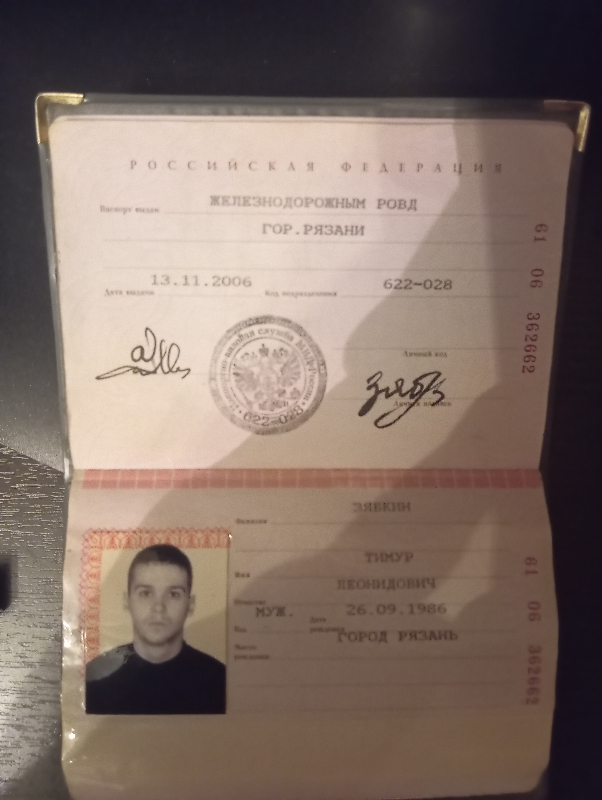 РОССИЙСКАЯ ФЕДЕРАЦИЯ
Паспорт выдан ЖЕЛЕЗНОДОРОЖНЫМ РОВД
ГОР.РЯЗАНИ
Дата выдачи 13.11.2006 Код подразделения 622-028
Личный код
Личная подпись
622-028
61 06 362662
Фамилия ЗЯВКИН
Имя ТИМУР
Отчество ЛЕОНИДОВИЧ
Пол МУЖ. Дата рождения 26.09.1986
Место рождения ГОРОД РЯЗАНЬ
61 06 362662